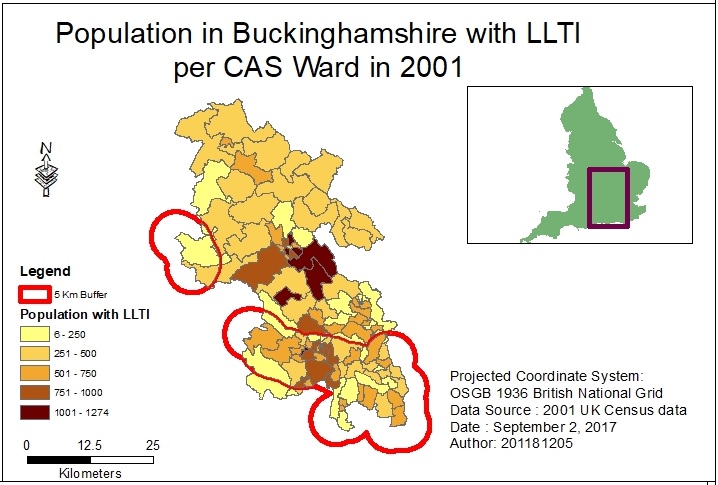 Population in Buckinghamshire with LLTI
per CAS Ward in 2001
N
Legend
5 Km Buffer
Population with LLTI
6 - 250
251 - 500
501 - 750
751 - 1000
1001 - 1274
0 12.5 25
Kilometers
Projected Coordinate System:
OSGB 1936 British National Grid
Data Source : 2001 UK Census data
Date : September 2, 2017
Author: 201181205